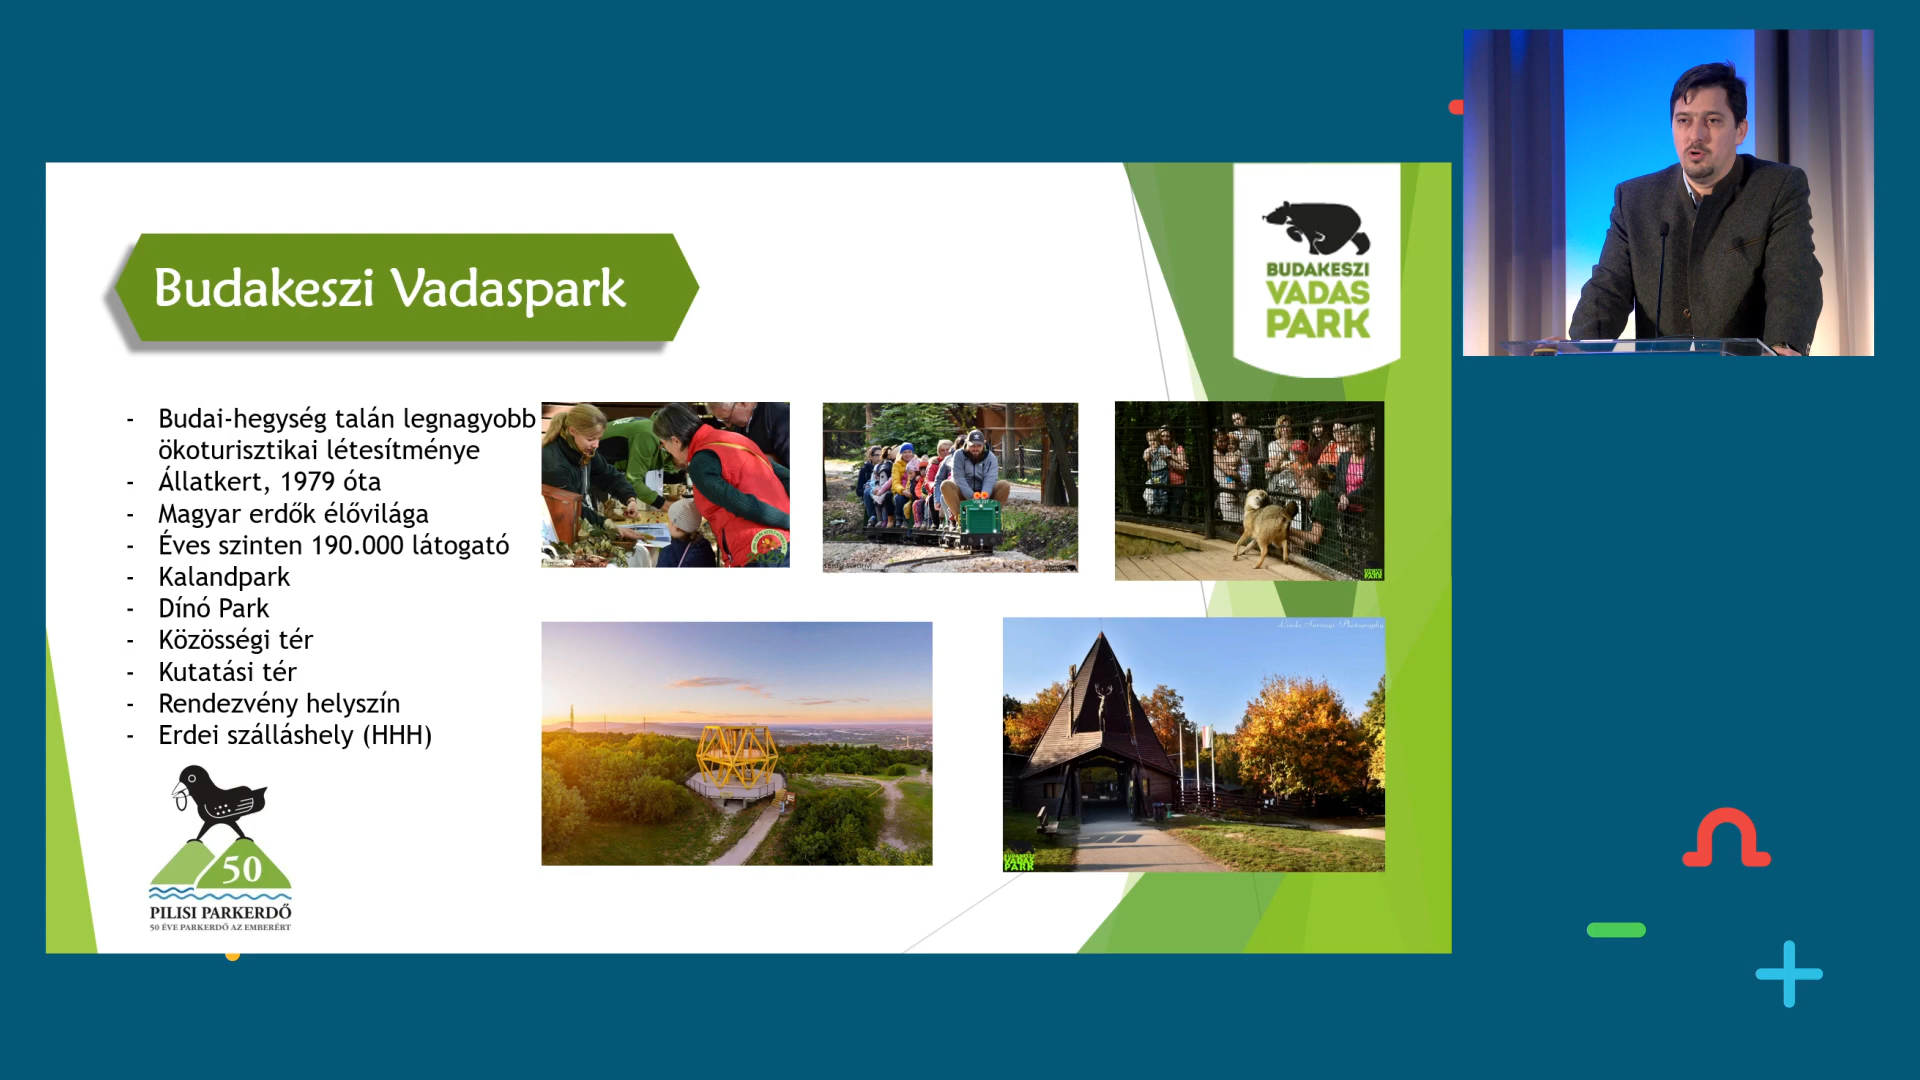 Budakeszi Vadaspark
BUDAKESZI
VADAS
PARK
- Budai-hegység talán legnagyobb
ökoturisztikai létesítménye
- Állatkert, 1979 óta
- Magyar erdők élővilága
- Éves szinten 190.000 látogató
- Kalandpark
- Dínó Park
- Közösségi tér
- Kutatási tér
- Rendezvény helyszín
- Erdei szálláshely (HHH)
50
PILISI PARKERDŐ
50 ÉVE PARKERDŐ AZ EMBERÉRT